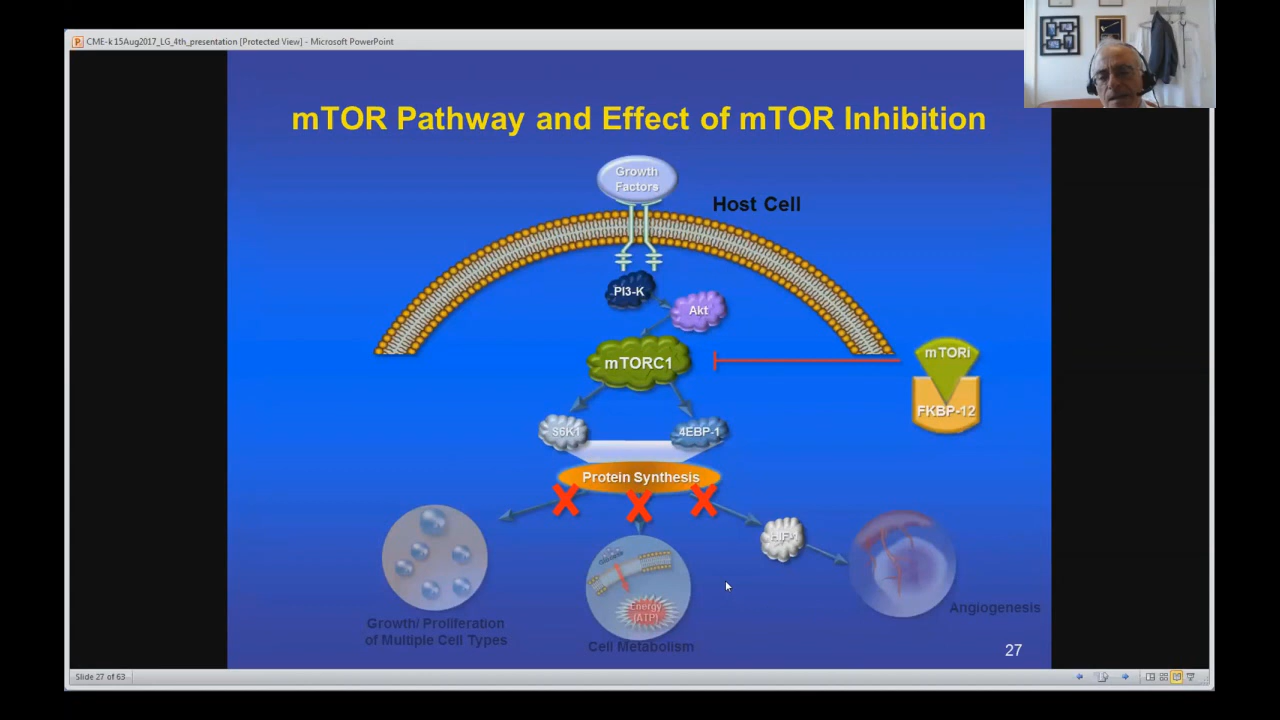 CME-k 15Aug2017_LG_4th_presentation [Protected View] - Microsoft PowerPoint
mTOR Pathway and Effect of mTOR Inhibition
Growth
Factors
Host Cell
PI3-K
Akt
mTORC1
mTORi
FKBP-12
S6K1
4EBP-1
Protein Synthesis
Energy
(ATP)
Growth/ Proliferation
of Multiple Cell Types
Cell Metabolism
Angiogenesis
27
Slide 27 of 63